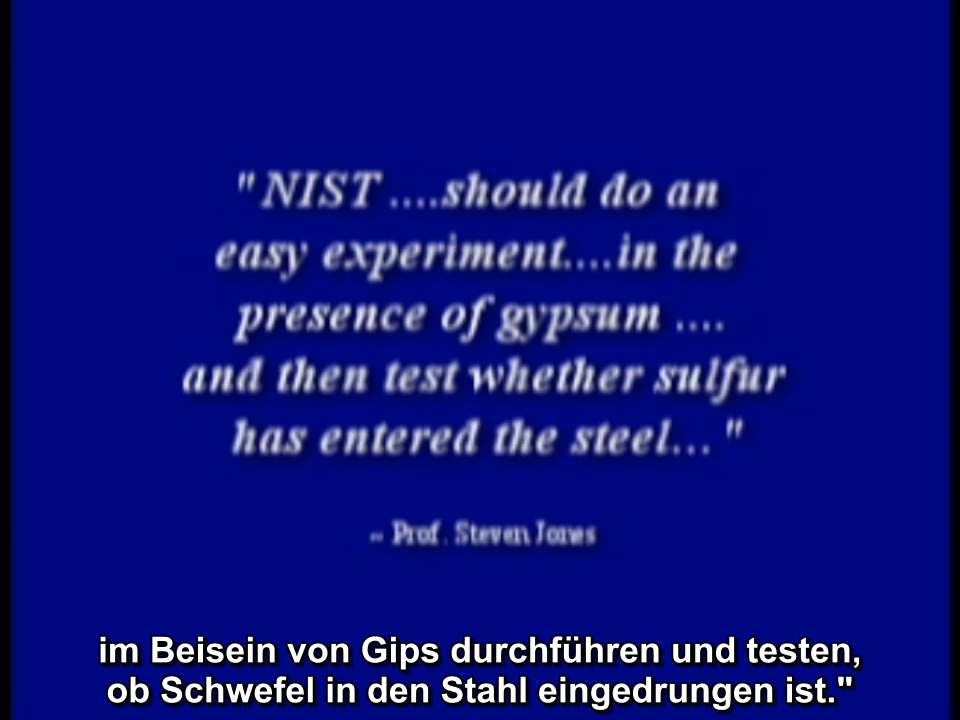 "NIST ....should do an
easy experiment....in the
presence of gypsum ....
and then test whether sulfur
has entered the steel... "
-- Prof. Steven Jones
im Beisein von Gips durchführen und testen,
ob Schwefel in den Stahl eingedrungen ist."